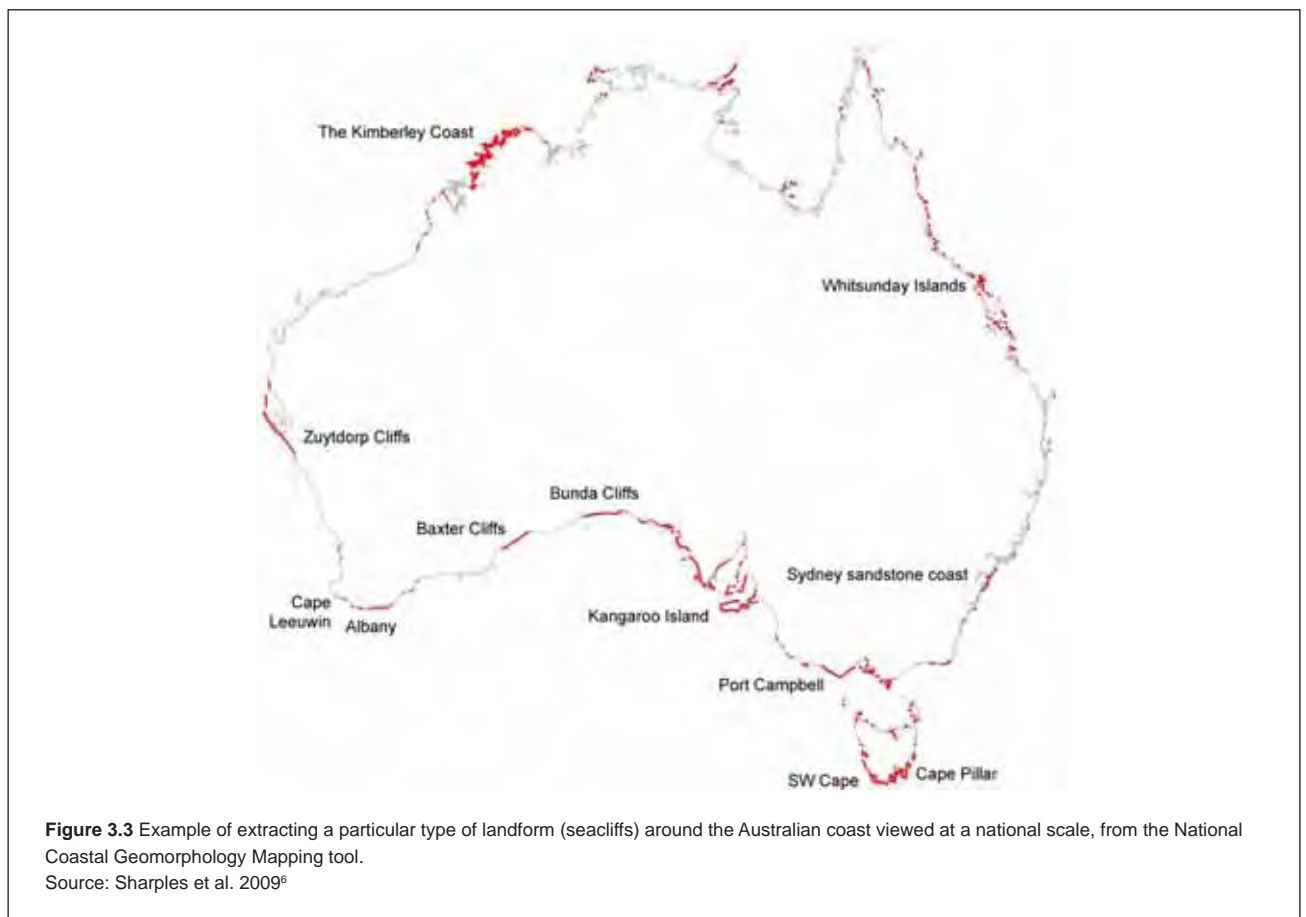 The Kimberley Coast
Whitsunday Islands
Zuytdorp Cliffs
Bunda Cliffs
Baxter Cliffs
Sydney sandstone coast
Cape
Leeuwin
Albany
Kangaroo Island
Port Campbell
SW Cape
Cape Pillar
Figure 3.3 Example of extracting a particular type of landform (seacliffs) around the Australian coast viewed at a national scale, from the National
Coastal Geomorphology Mapping tool.
Source: Sharples et al. 2009⁶